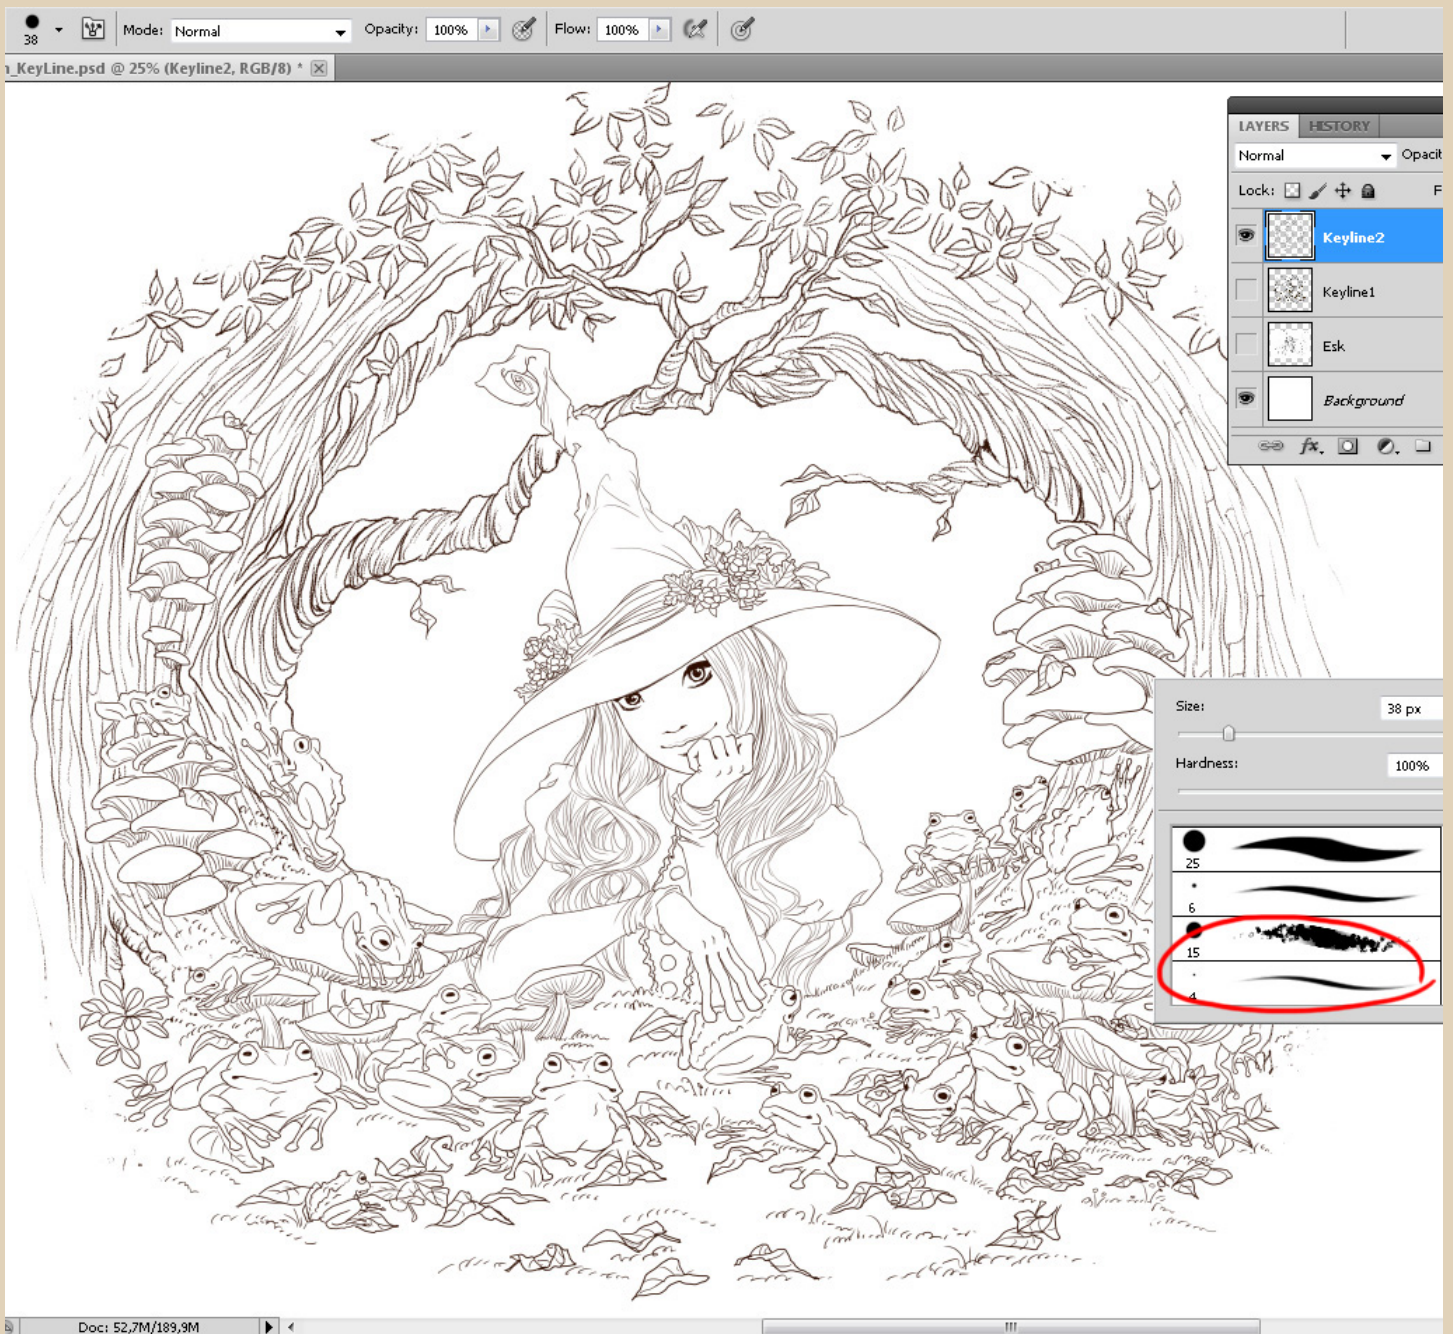 38 Mode: Normal Opacity: 100% Flow: 100%
_KeyLine.psd @ 25% (Keyline2, RGB/8) *
LAYERS HISTORY
Normal Opacit
Lock: F
Keyline2
Keyline1
Esk
Background
fx.
Size: 38 px
Hardness: 100%
25
6
15
4
Doc: 52,7M/189,9M